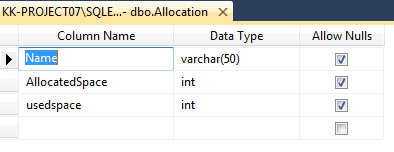 KK-PROJECT07\SQLE...- dbo.Allocation
Column Name Data Type Allow Nulls
Name varchar(50)
AllocatedSpace int
usedspace int